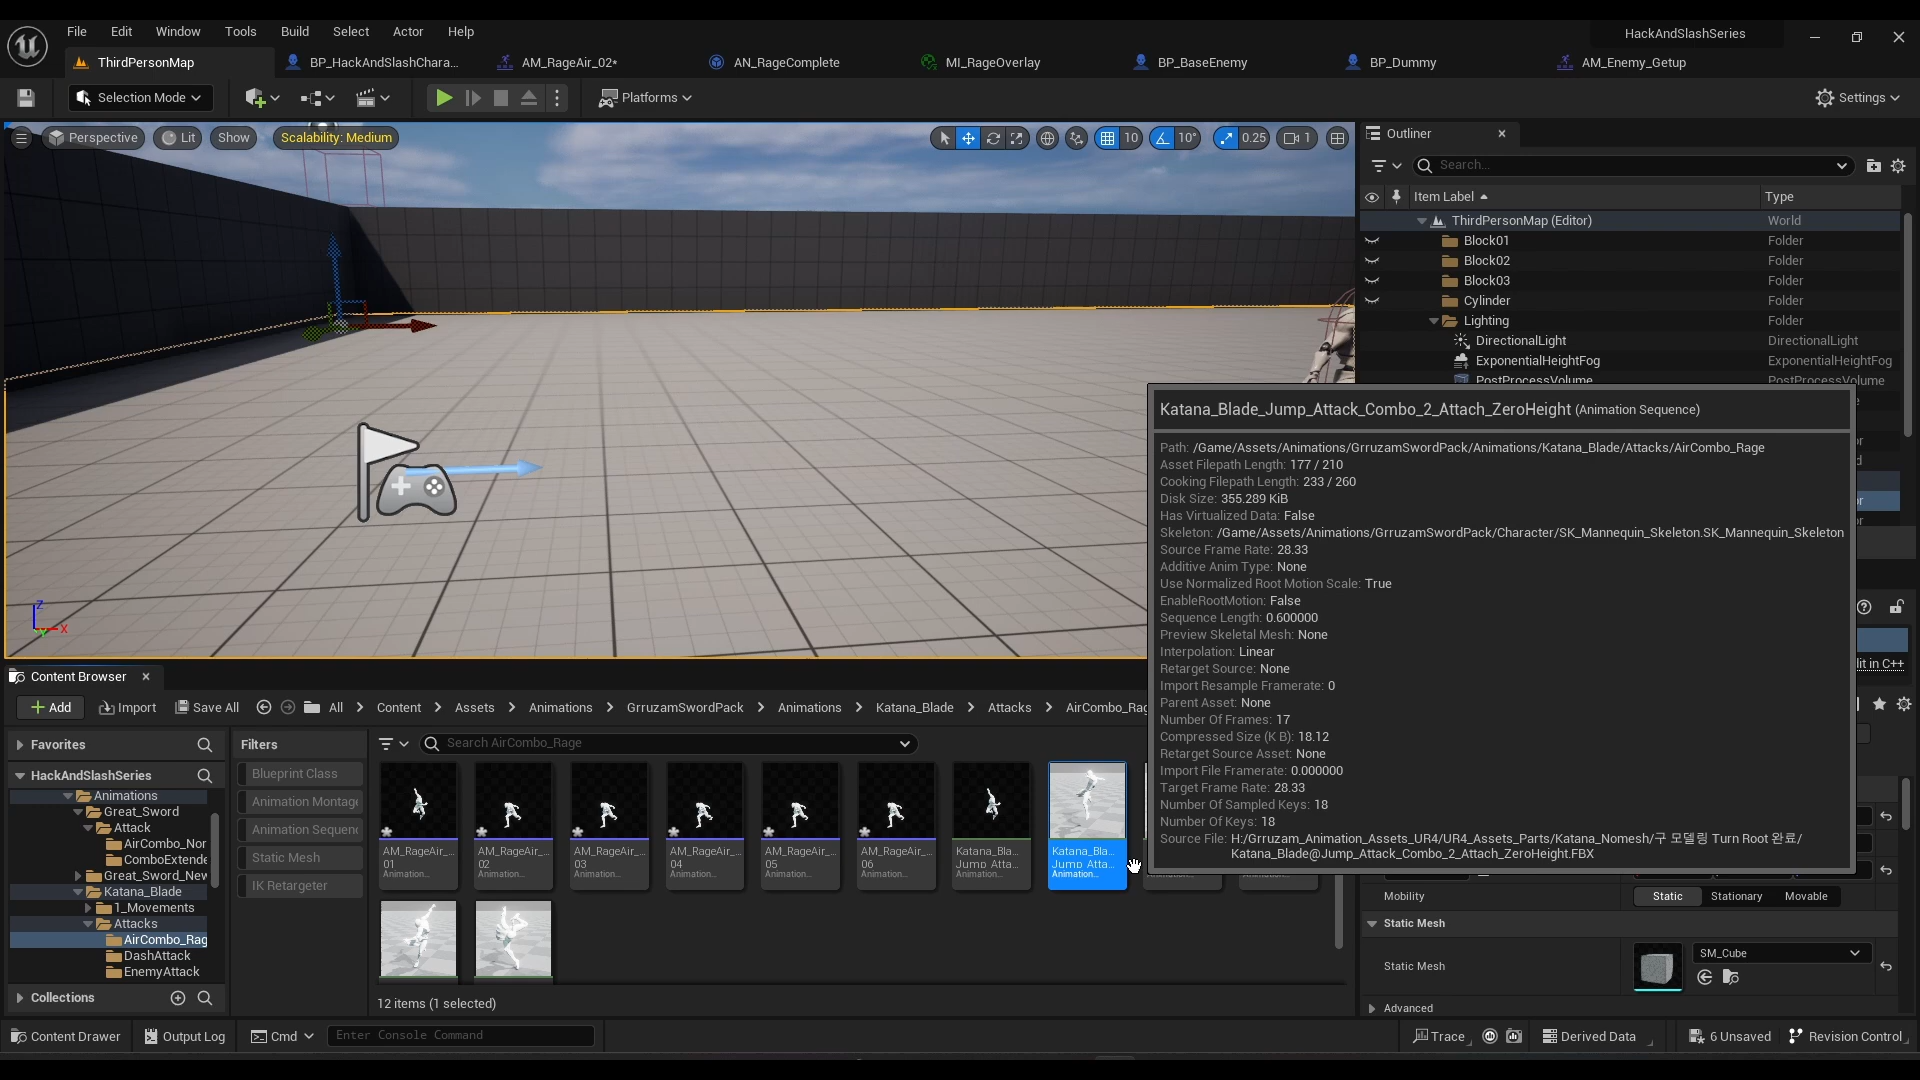 File Edit Window Tools Build Select Actor Help
HackAndSlashSeries
ThirdPersonMap
BP_HackAndSlashChara...
AM_RageAir_02*
AN_RageComplete
MI_RageOverlay
BP_BaseEnemy
BP_Dummy
AM_Enemy_Getup
Selection Mode
Platforms
Settings
Perspective
Lit
Show
Scalability: Medium
10
10°
0.25
1
Outliner
Search...
Item Label
Type
ThirdPersonMap (Editor) World
Block01 Folder
Block02 Folder
Block03 Folder
Cylinder Folder
Lighting Folder
DirectionalLight DirectionalLight
ExponentialHeightFog ExponentialHeightFog
PostProcessVolume PostProcessVolume
Katana_Blade_Jump_Attack_Combo_2_Attach_ZeroHeight (Animation Sequence)
Path: /Game/Assets/Animations/GrruzamSwordPack/Animations/Katana_Blade/Attacks/AirCombo_Rage
Asset Filepath Length: 177 / 210
Cooking Filepath Length: 233 / 260
Disk Size: 355.289 KiB
Has Virtualized Data: False
Skeleton: /Game/Assets/Animations/GrruzamSwordPack/Character/SK_Mannequin_Skeleton.SK_Mannequin_Skeleton
Source Frame Rate: 28.33
Additive Anim Type: None
Use Normalized Root Motion Scale: True
EnableRootMotion: False
Sequence Length: 0.600000
Preview Skeletal Mesh: None
Interpolation: Linear
Retarget Source: None
Import Resample Framerate: 0
Parent Asset: None
Number Of Frames: 17
Compressed Size (K B): 18.12
Retarget Source Asset: None
Import File Framerate: 0.000000
Target Frame Rate: 28.33
Number Of Sampled Keys: 18
Number Of Keys: 18
Source File: H:/Grruzam_Animation_Assets_UR4/UR4_Assets_Parts/Katana_Nomesh/구 모델링 Turn Root 완료/
Katana_Blade@Jump_Attack_Combo_2_Attach_ZeroHeight.FBX
in C++
Z
Y
X
Content Browser
Add
Import
Save All
All > Content > Assets > Animations > GrruzamSwordPack > Animations > Katana_Blade > Attacks > AirCombo_Rag
Favorites
HackAndSlashSeries
Animations
Great_Sword
Attack
AirCombo_Nor
ComboExtende
Great_Sword_New
Katana_Blade
1_Movements
Attacks
AirCombo_Rag
DashAttack
EnemyAttack
Collections
Filters
Blueprint Class
Animation Montage
Animation Sequenc
Static Mesh
IK Retargeter
Search AirCombo_Rage
AM_RageAir_...
01
Animation...
AM_RageAir_...
02
Animation...
AM_RageAir_...
03
Animation...
AM_RageAir_...
04
Animation...
AM_RageAir_...
05
Animation...
AM_RageAir_...
06
Animation...
Katana_Bla...
Jump_Atta...
Animation...
Katana_Bla...
Jump_Atta...
Animation...
12 items (1 selected)
Mobility
Static
Stationary
Movable
Static Mesh
Static Mesh
SM_Cube
Advanced
Content Drawer
Output Log
Cmd
Enter Console Command
Trace
Derived Data
6 Unsaved
Revision Control